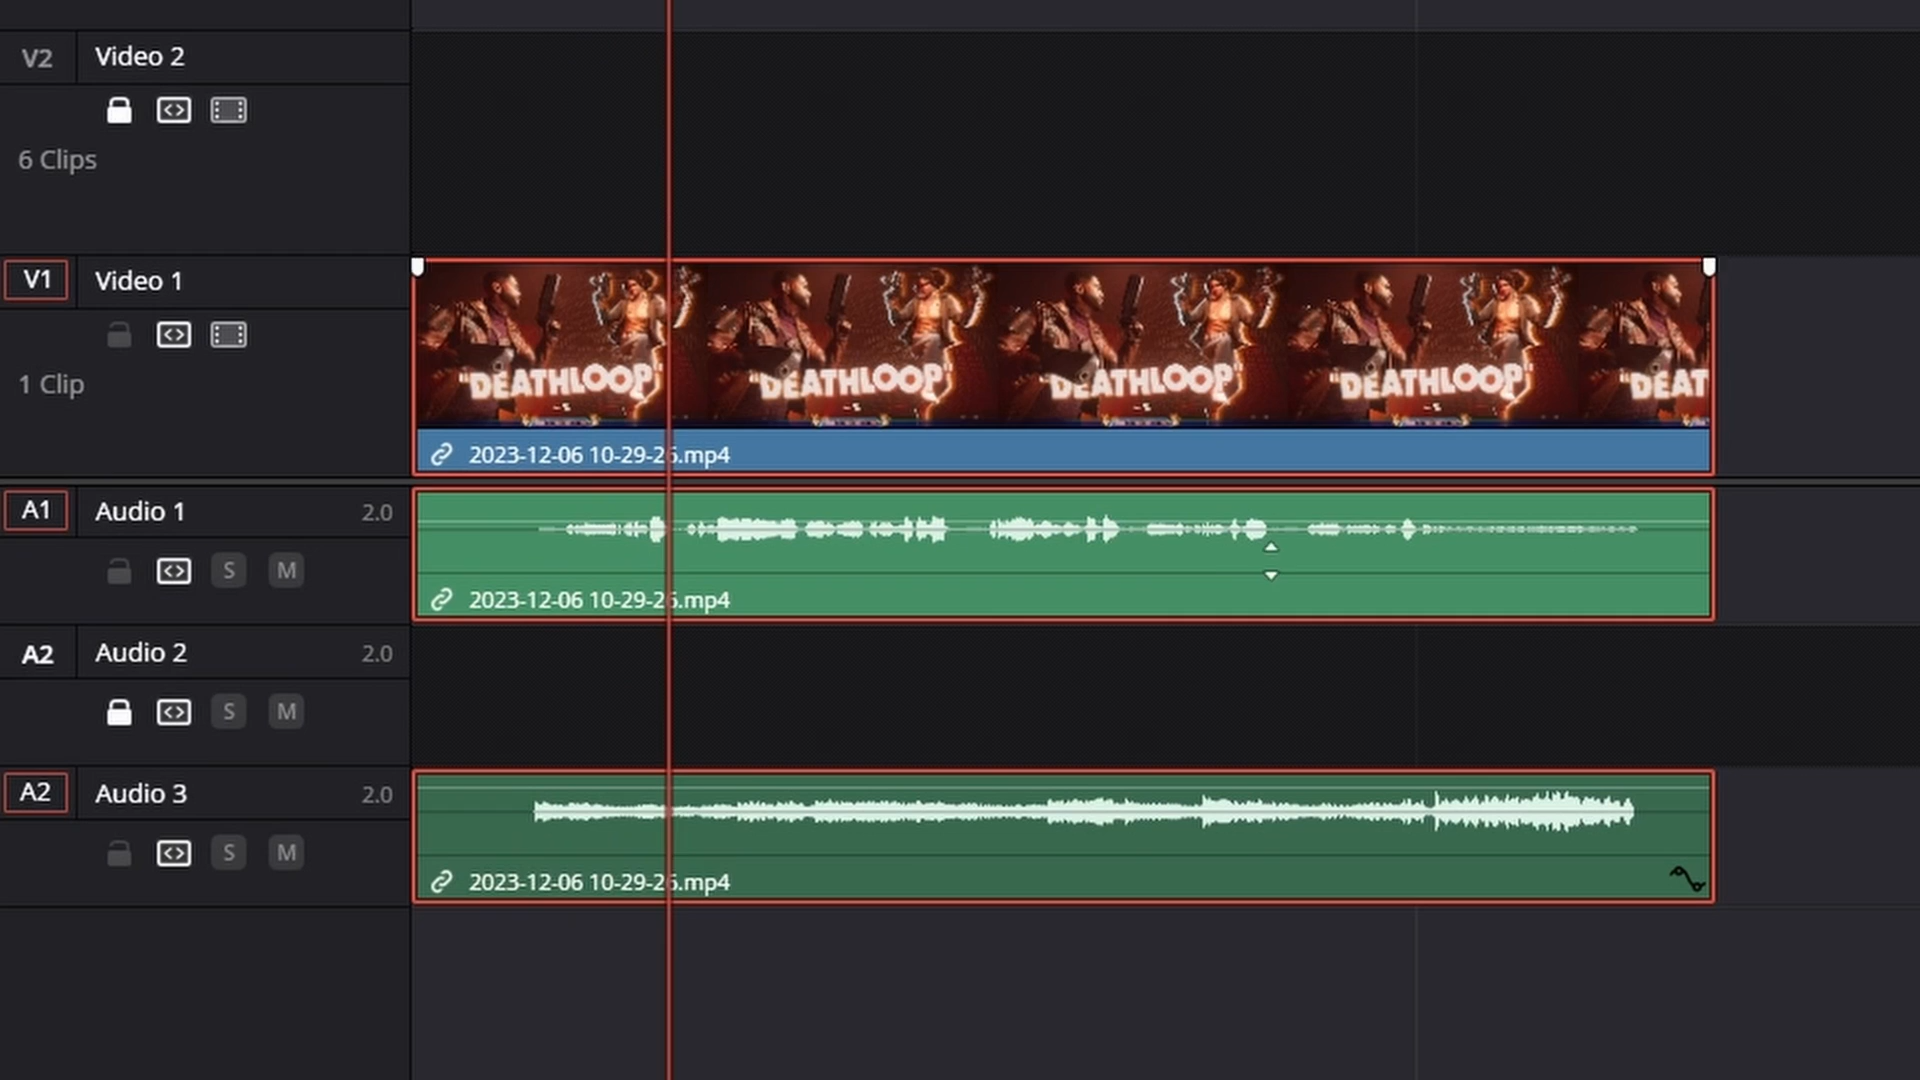 V2 Video 2
6 Clips
V1 Video 1
1 Clip
"DEATHLOOP" "DEATHLOOP" "DEATHLOOP" "DEATHLOOP" "DEAT
2023-12-06 10-29-26.mp4
A1 Audio 1 2.0
S M
2023-12-06 10-29-26.mp4
A2 Audio 2 2.0
S M
A2 Audio 3 2.0
S M
2023-12-06 10-29-26.mp4